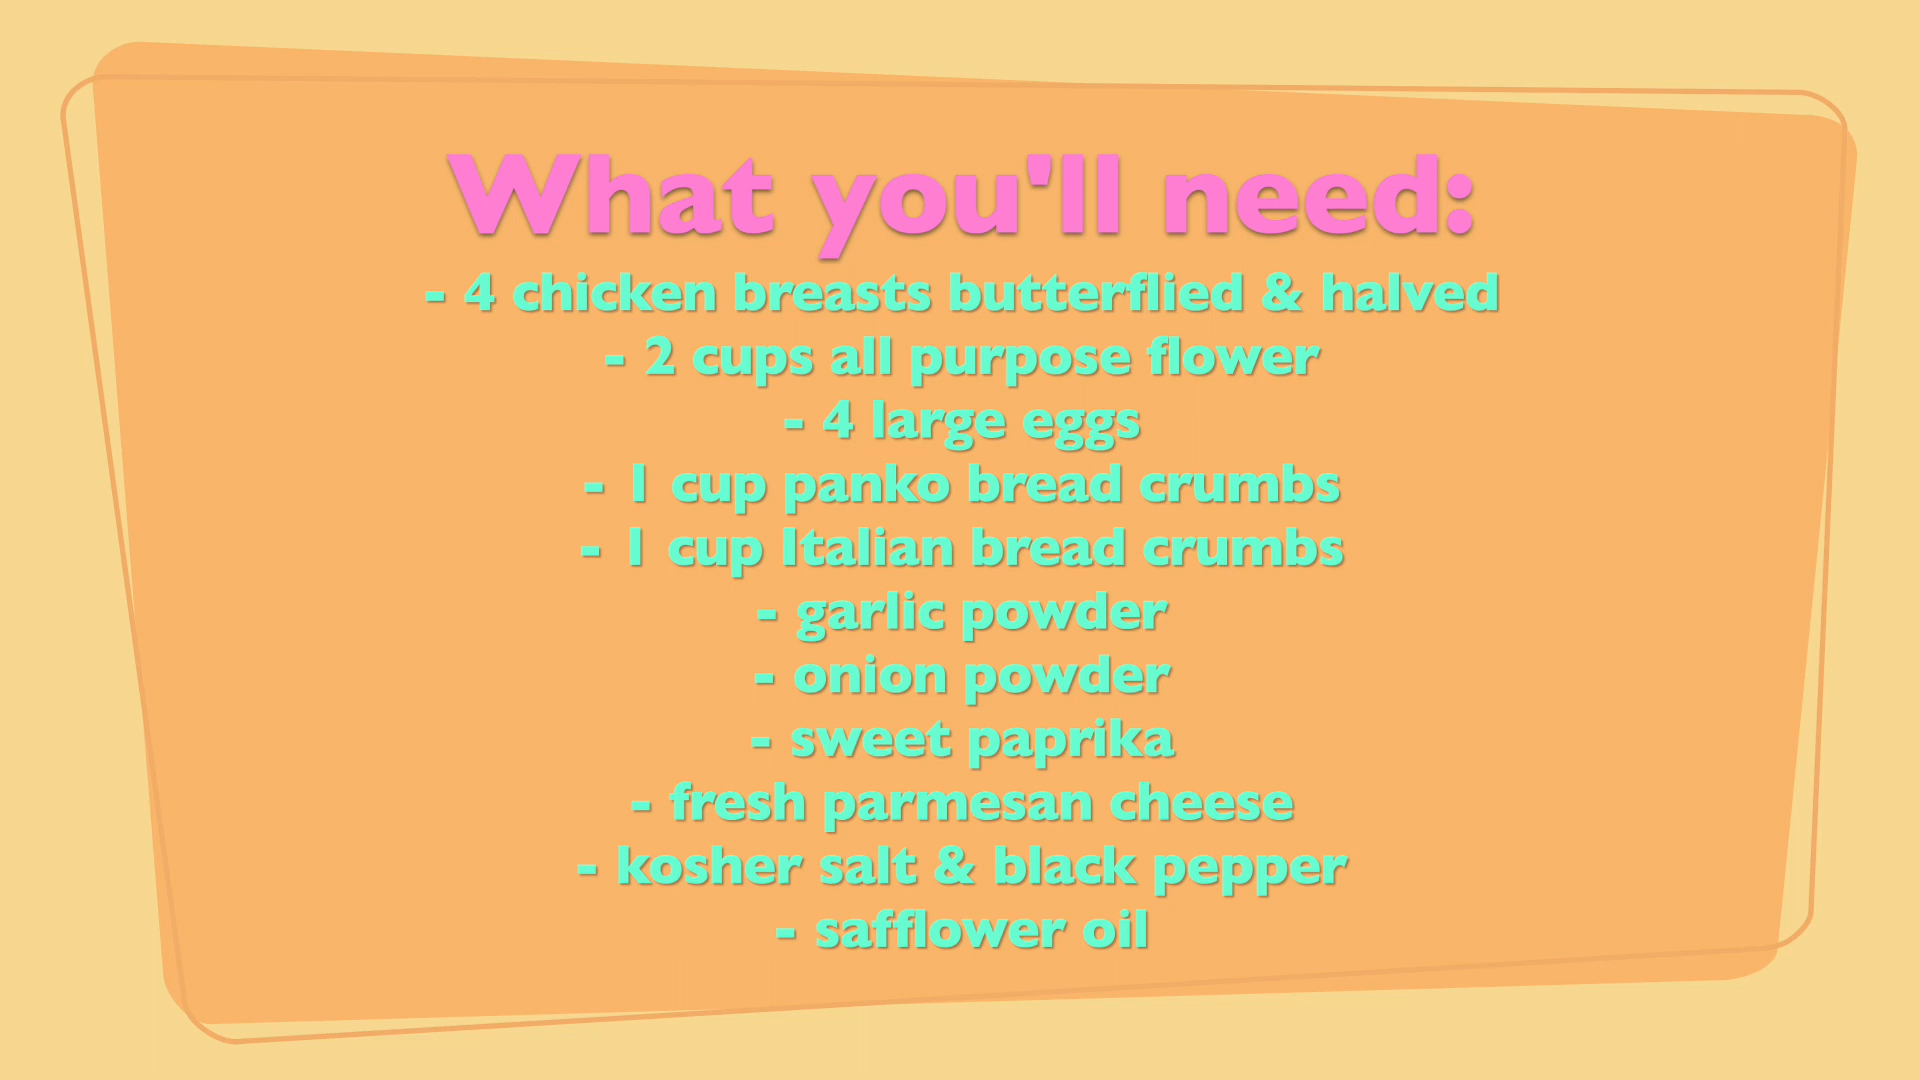 What you'll need:
- 4 chicken breasts butterflied & halved
- 2 cups all purpose flower
- 4 large eggs
- 1 cup panko bread crumbs
- 1 cup Italian bread crumbs
- garlic powder
- onion powder
- sweet paprika
- fresh parmesan cheese
- kosher salt & black pepper
- safflower oil